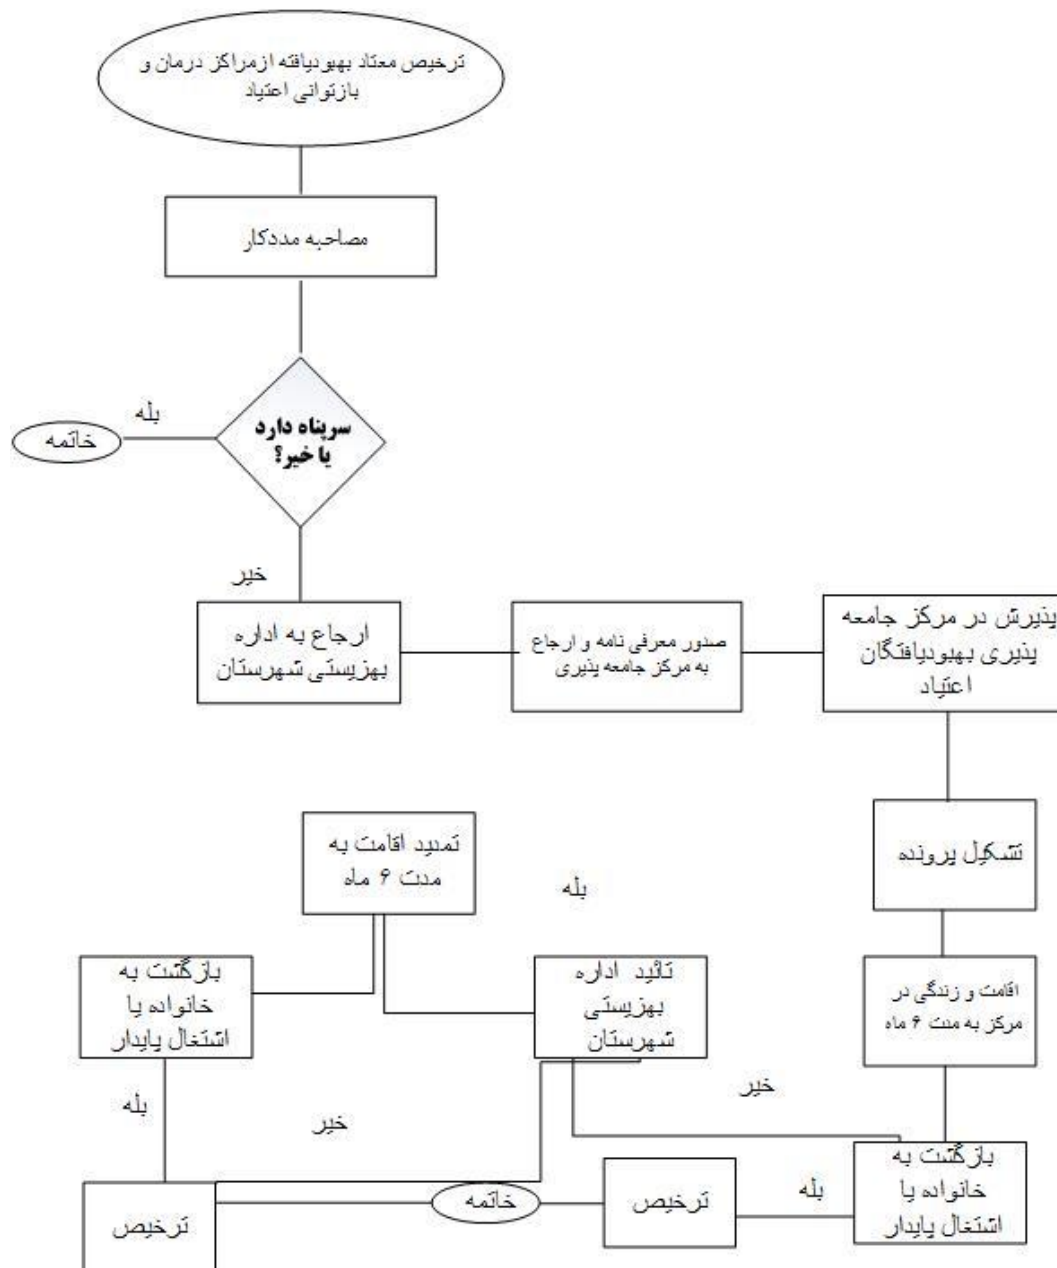 ترخیص معتاد بهبودیافته ازمراکز درمان و
بازتوانی اعتیاد
مصاحبه مددکار
سرپناه دارد
یا خیر؟
بله
خاتمه
خیر
ارجاع به اداره
بهزیستی شهرستان
صدور معرفی نامه و ارجاع
به مرکز جامعه پذیری
پذیرش در مرکز جامعه
پذیری بهبودیافتگان
اعتیاد
تشکیل پرونده
اقامت و زندگی در
مرکز به مدت ۶ ماه
بازگشت به
خانواده یا
اشتغال پایدار
بله
ترخیص
خاتمه
خیر
تائید اداره
بهزیستی
شهرستان
بله
تمدید اقامت به
مدت ۶ ماه
بازگشت به
خانواده یا
اشتغال پایدار
بله
خیر
ترخیص